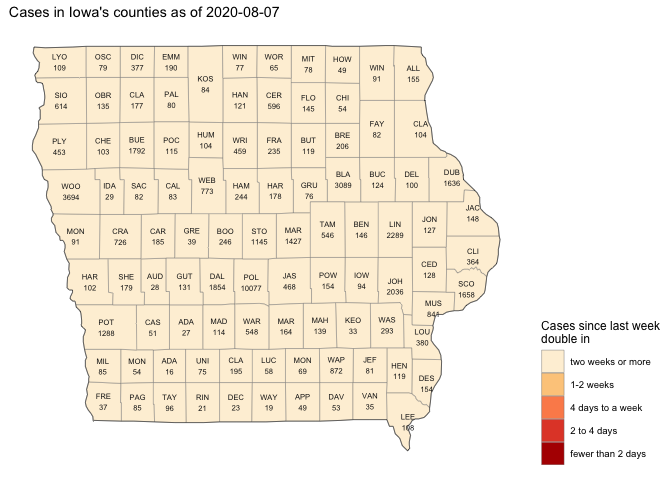 Cases in Iowa's counties as of 2020-08-07
LYO OSC DIC EMM WIN WOR MIT HOW
109 79 377 190 77 65 78 49
KOS WIN ALL
84 91 155
SIO OBR CLA PAL HAN CER FLO CHI
614 135 177 80 121 596 145 54
FAY CLA
82 104
PLY CHE BUE POC HUM WRI FRA BUT BRE
453 103 1792 115 104 459 235 119 206
WOO IDA SAC CAL WEB HAM HAR GRU BLA BUC DEL DUB
3694 29 82 83 773 244 178 76 3089 124 100 1636
JAC
148
MON CRA CAR GRE BOO STO MAR TAM BEN LIN JON
91 726 185 39 246 1145 1427 546 146 2289 127
CLI
364
HAR SHE AUD GUT DAL POL JAS POW IOW JOH CED SCO
102 179 28 131 1854 10077 468 154 94 2036 128 1658
MUS
841
POT CAS ADA MAD WAR MAR MAH KEO WAS LOU
1288 51 27 114 548 164 139 33 293 380
MIL MON ADA UNI CLA LUC MON WAP JEF HEN DES
85 54 16 75 195 58 69 872 81 119 154
FRE PAG TAY RIN DEC WAY APP DAV VAN LEE
37 85 96 21 23 19 49 53 35 108
Cases since last week
double in
two weeks or more
1-2 weeks
4 days to a week
2 to 4 days
fewer than 2 days